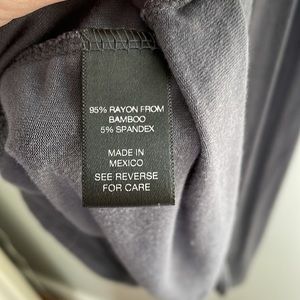 95% RAYON FROM
BAMBOO
5% SPANDEX
MADE IN
MEXICO
SEE REVERSE
FOR CARE